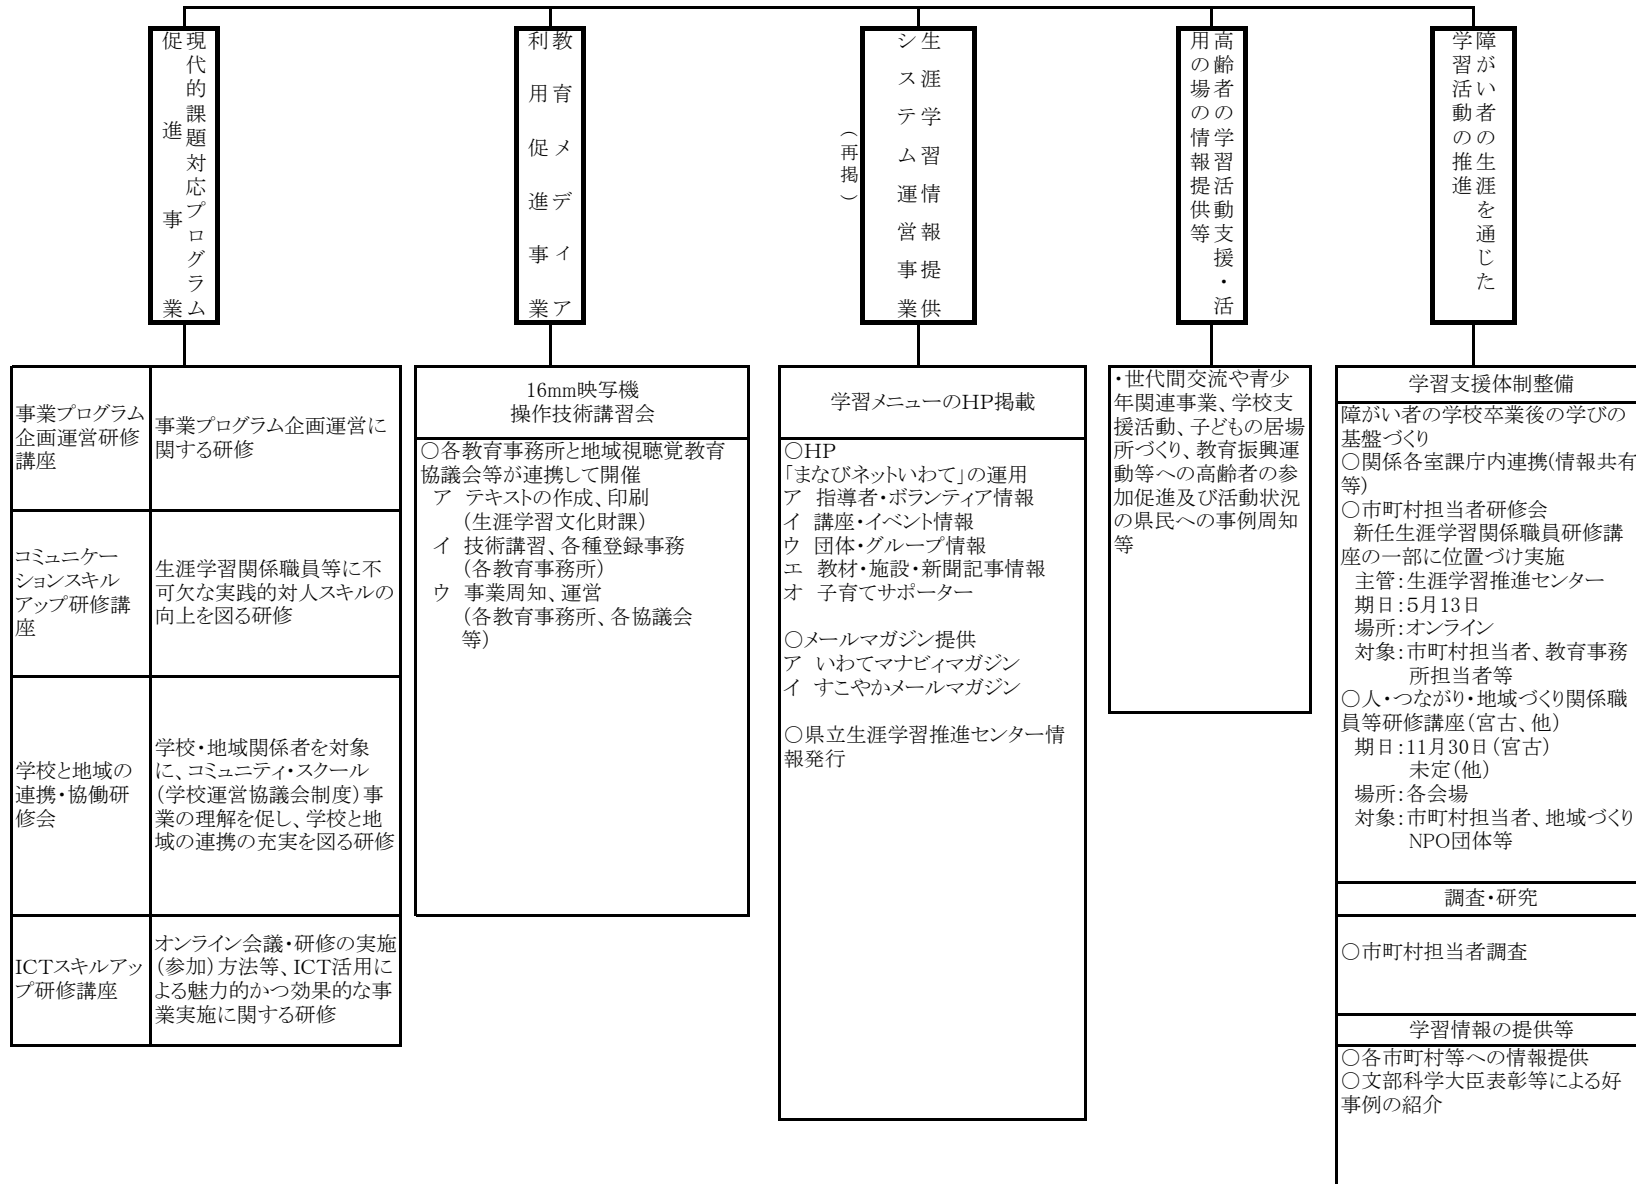 現代的課題対応プログラム
促進事業
教育メディア
利用促進事業
生涯学習情報提供
システム運営事業
（再掲）
高齢者の学習活動支援・活
用の場の情報提供等
障がい者の生涯を通じた
学習活動の推進
事業プログラム
企画運営研修
講座
事業プログラム企画運営に
関する研修
コミュニケー
ションスキル
アップ研修講
座
生涯学習関係職員等に不
可欠な実践的対人スキルの
向上を図る研修
学校と地域の
連携・協働研
修会
学校・地域関係者を対象
に、コミュニティ・スクール
（学校運営協議会制度）事
業の理解を促し、学校と地
域の連携の充実を図る研修
ICTスキルアッ
プ研修講座
オンライン会議・研修の実施
（参加）方法等、ICT活用に
よる魅力的かつ効果的な事
業実施に関する研修
16mm映写機
操作技術講習会
○各教育事務所と地域視聴覚教育
協議会等が連携して開催
ア　テキストの作成、印刷
（生涯学習文化財課）
イ　技術講習、各種登録事務
（各教育事務所）
ウ　事業周知、運営
（各教育事務所、各協議会
等）
学習メニューのHP掲載
○HP
「まなびネットいわて」の運用
ア　指導者・ボランティア情報
イ　講座・イベント情報
ウ　団体・グループ情報
エ　教材・施設・新聞記事情報
オ　子育てサポーター
○メールマガジン提供
ア　いわてマナビィマガジン
イ　すこやかメールマガジン
○県立生涯学習推進センター情
報発行
・世代間交流や青少
年関連事業、学校支
援活動、子どもの居場
所づくり、教育振興運
動等への高齢者の参
加促進及び活動状況
の県民への事例周知
等
学習支援体制整備
障がい者の学校卒業後の学びの
基盤づくり
○関係各室課庁内連携(情報共有
等)
○市町村担当者研修会
新任生涯学習関係職員研修講
座の一部に位置づけ実施
主管：生涯学習推進センター
期日：5月13日
場所：オンライン
対象：市町村担当者、教育事務
所担当者等
○人・つながり・地域づくり関係職
員等研修講座（宮古、他）
期日：11月30日（宮古）
未定（他）
場所：各会場
対象：市町村担当者、地域づくり
NPO団体等
調査・研究
○市町村担当者調査
学習情報の提供等
○各市町村等への情報提供
○文部科学大臣表彰等による好
事例の紹介